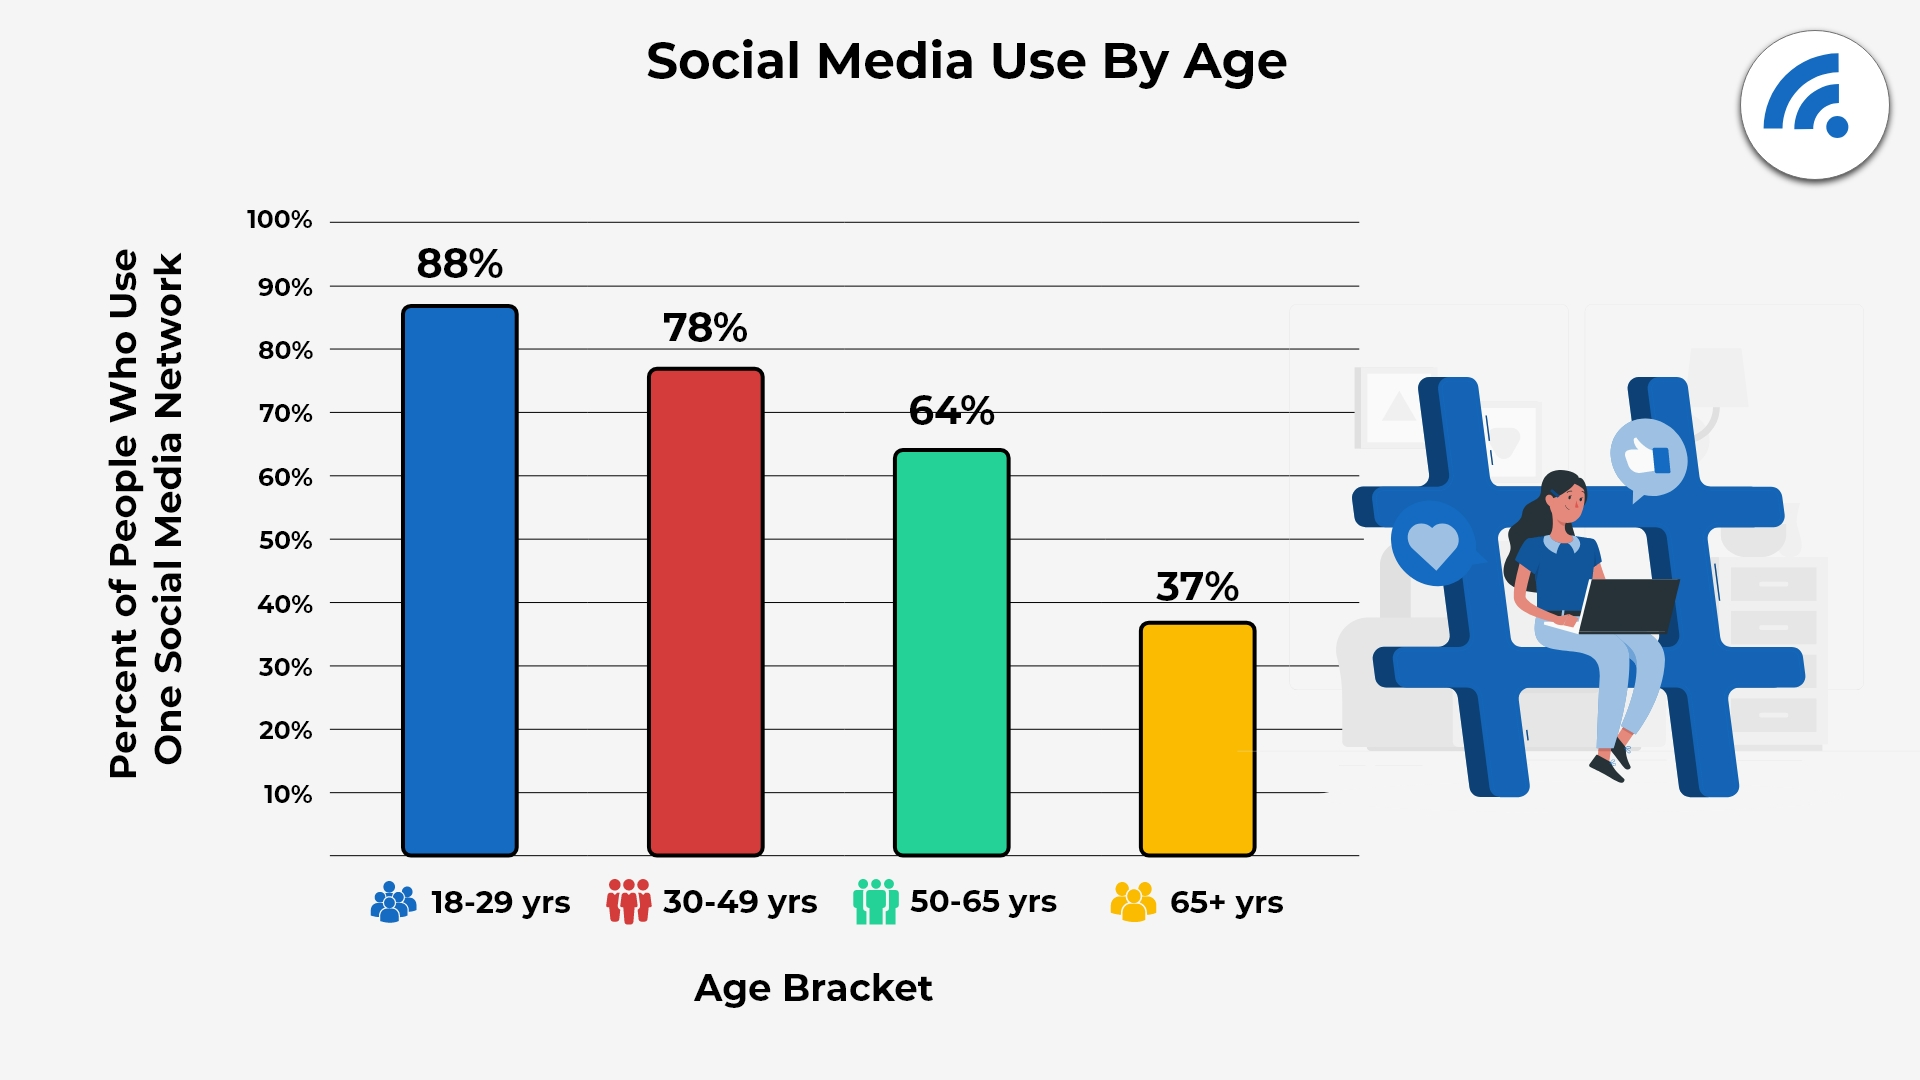 Social Media Use By Age
Percent of People Who Use
One Social Media Network
100%
90%
80%
70%
60%
50%
40%
30%
20%
10%
88%
78%
64%
37%
18-29 yrs
30-49 yrs
50-65 yrs
65+ yrs
Age Bracket